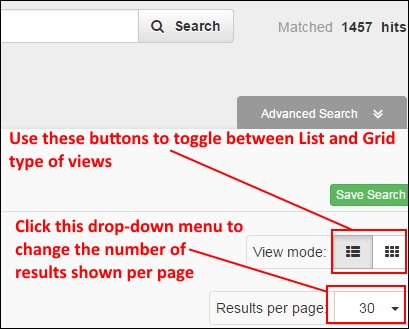 Search
Matched 1457 hits
Advanced Search
Use these buttons to toggle between List and Grid
type of views
Save Search
Click this drop-down menu to
change the number of
results shown per page
View mode:
Results per page: 30